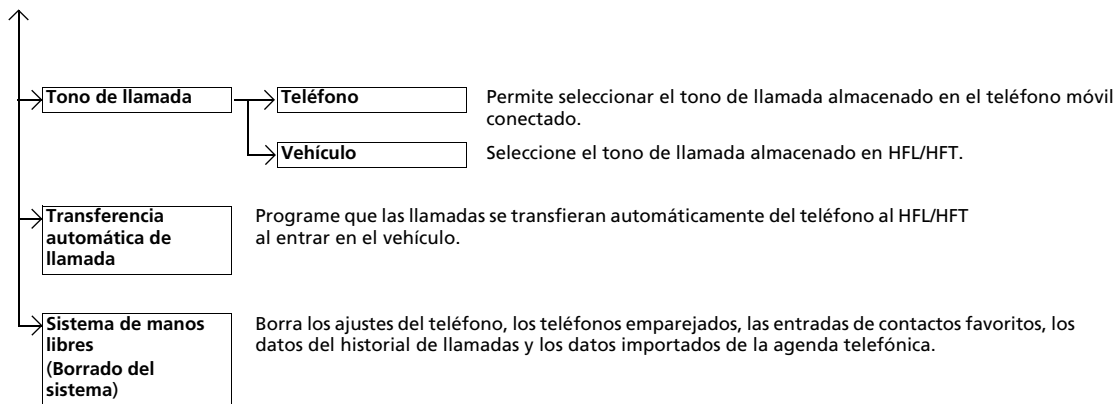 Tono de llamada
Teléfono
Permite seleccionar el tono de llamada almacenado en el teléfono móvil
conectado.
Vehículo
Seleccione el tono de llamada almacenado en HFL/HFT.
Transferencia
automática de
llamada
Programe que las llamadas se transfieran automáticamente del teléfono al HFL/HFT
al entrar en el vehículo.
Sistema de manos
libres
(Borrado del
sistema)
Borra los ajustes del teléfono, los teléfonos emparejados, las entradas de contactos favoritos, los
datos del historial de llamadas y los datos importados de la agenda telefónica.